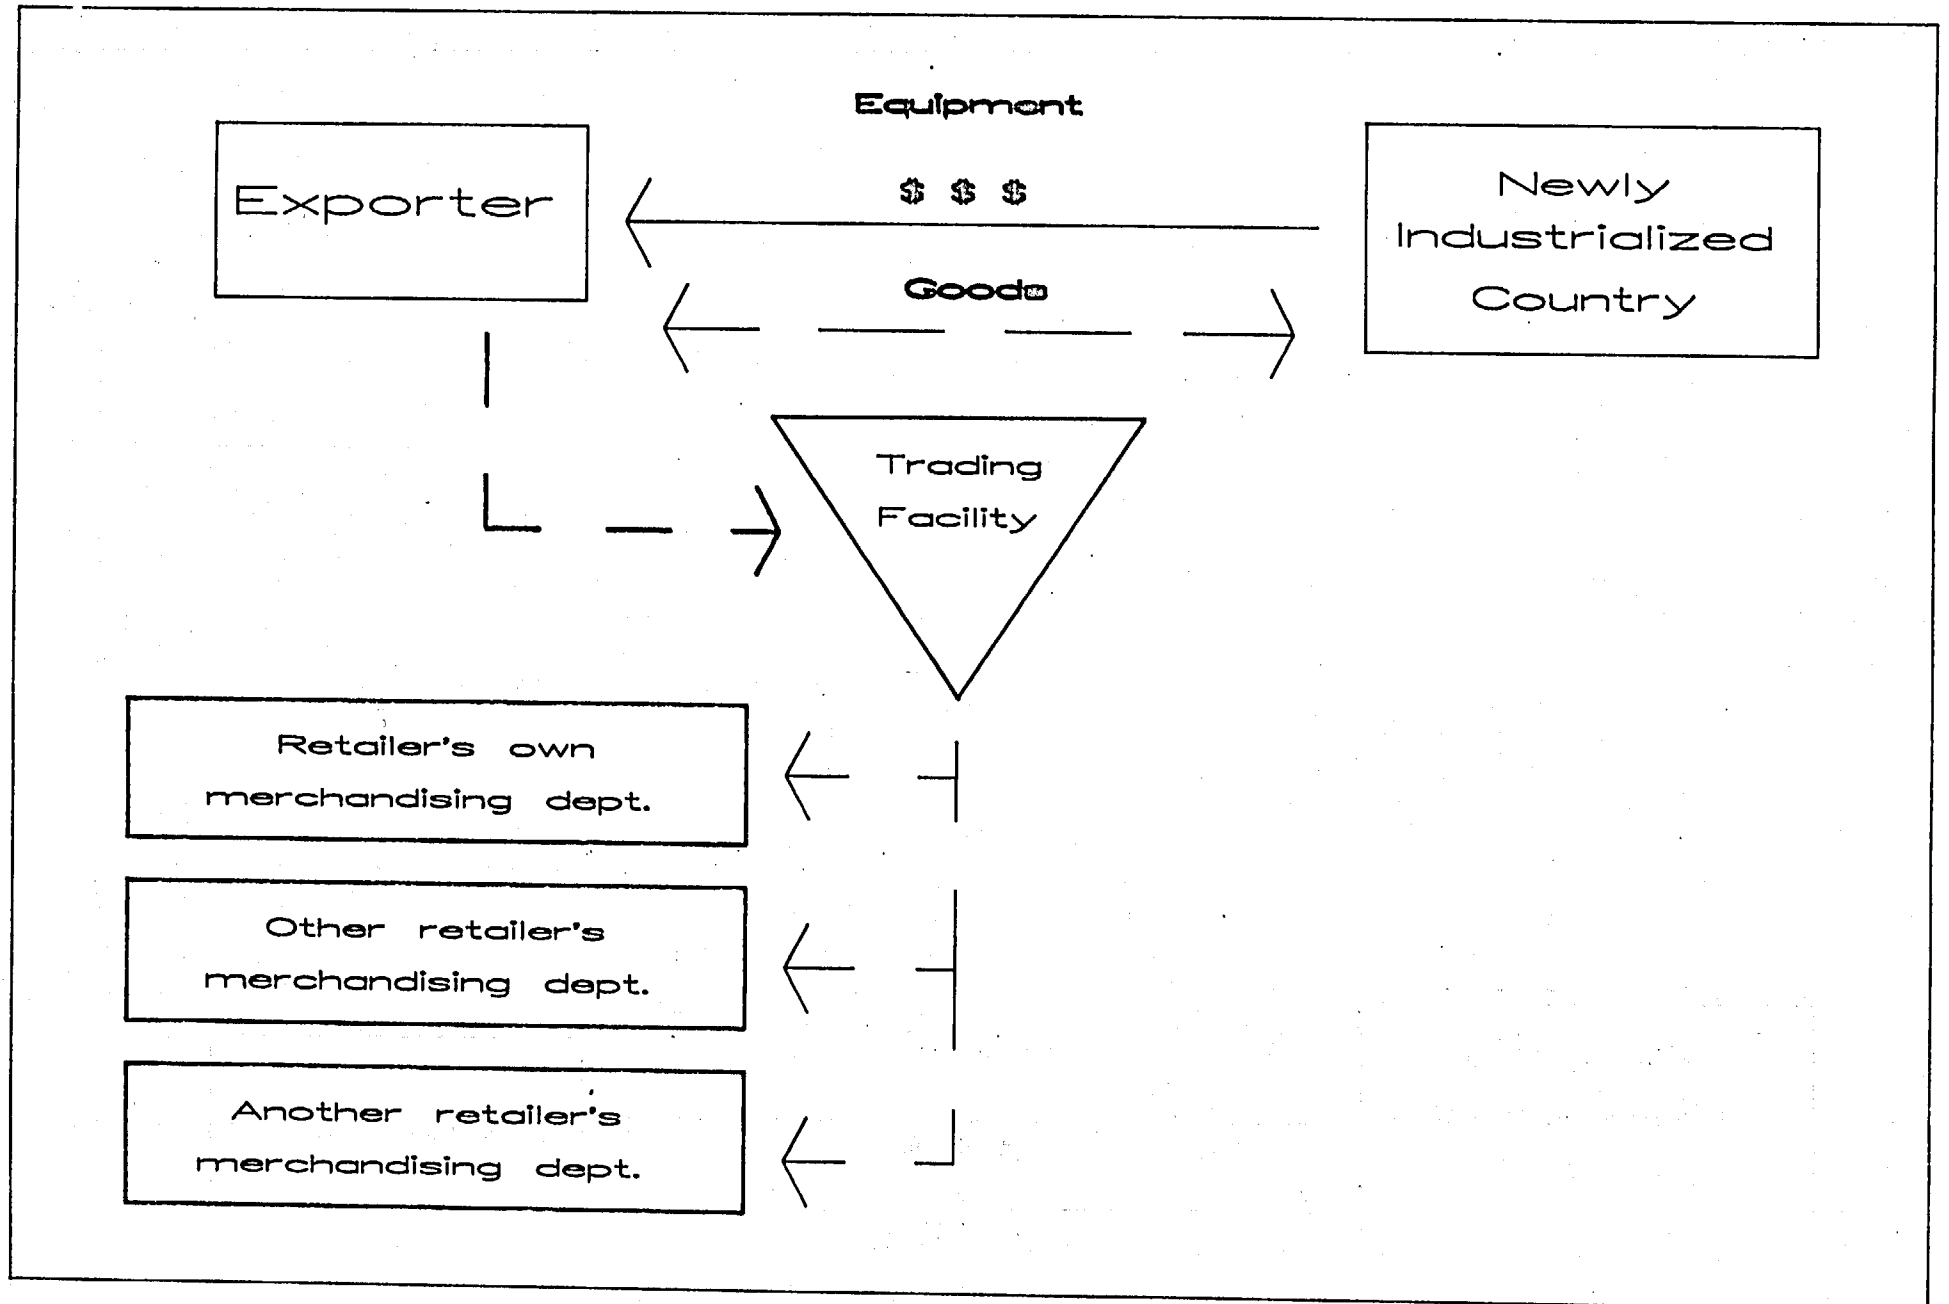 Equipment
Exporter
$ $ $
Newly
Industrialized
Country
Goods
Trading
Facility
Retailer's own
merchandising dept.
Other retailer's
merchandising dept.
Another retailer's
merchandising dept.